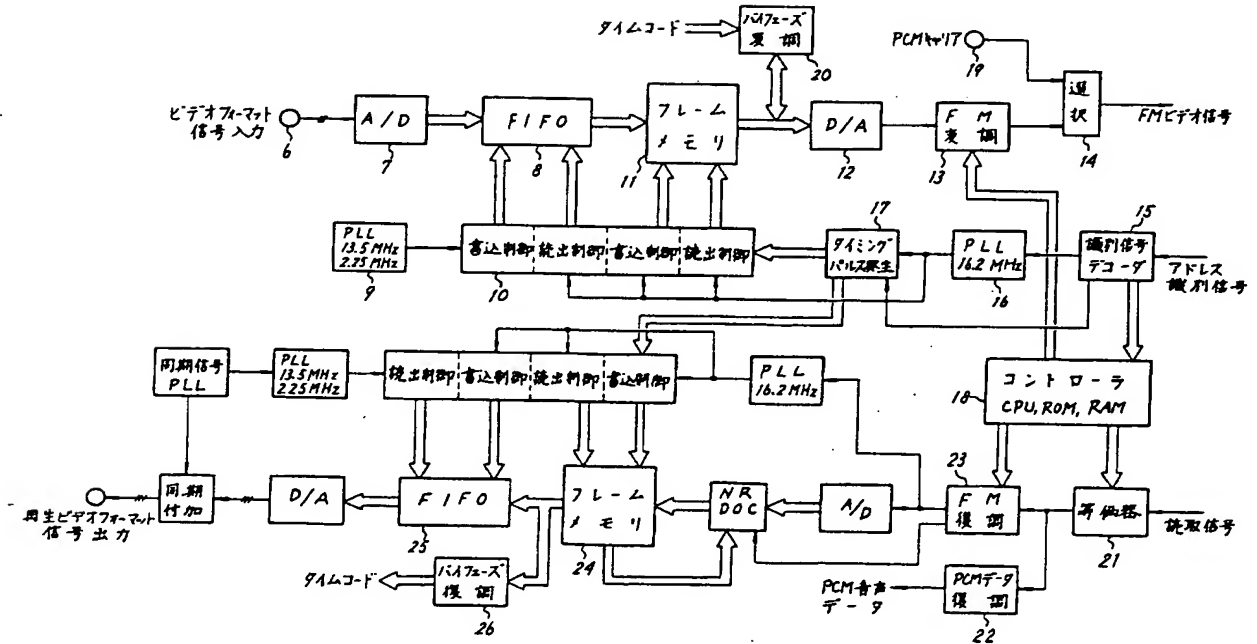 タイムコード
バイフェーズ
変調
20
PCMキャリア
19
ビデオフォーマット
信号入力
6
A/D
7
FIFO
8
フレーム
メモリ
11
D/A
12
FM
変調
13
選
択
14
FMビデオ信号
PLL
13.5MHz
2.25MHz
9
書込制御
読出制御
書込制御
読出制御
10
17
タイミング
パルス発生
PLL
16.2MHz
16
15
識別信号
デコーダ
アドレス
識別信号
同期信号
PLL
PLL
13.5MHz
2.25MHz
読出制御
書込制御
読出制御
書込制御
PLL
16.2MHz
コントローラ
CPU, ROM, RAM
18
同期
付加
D/A
FIFO
25
フレーム
メモリ
24
NR
DOC
A/D
23
FM
復調
等価器
21
読取信号
再生ビデオフォーマット
信号出力
タイムコード
バイフェーズ
復調
26
PCM音声
データ
PCMデータ
復調
22